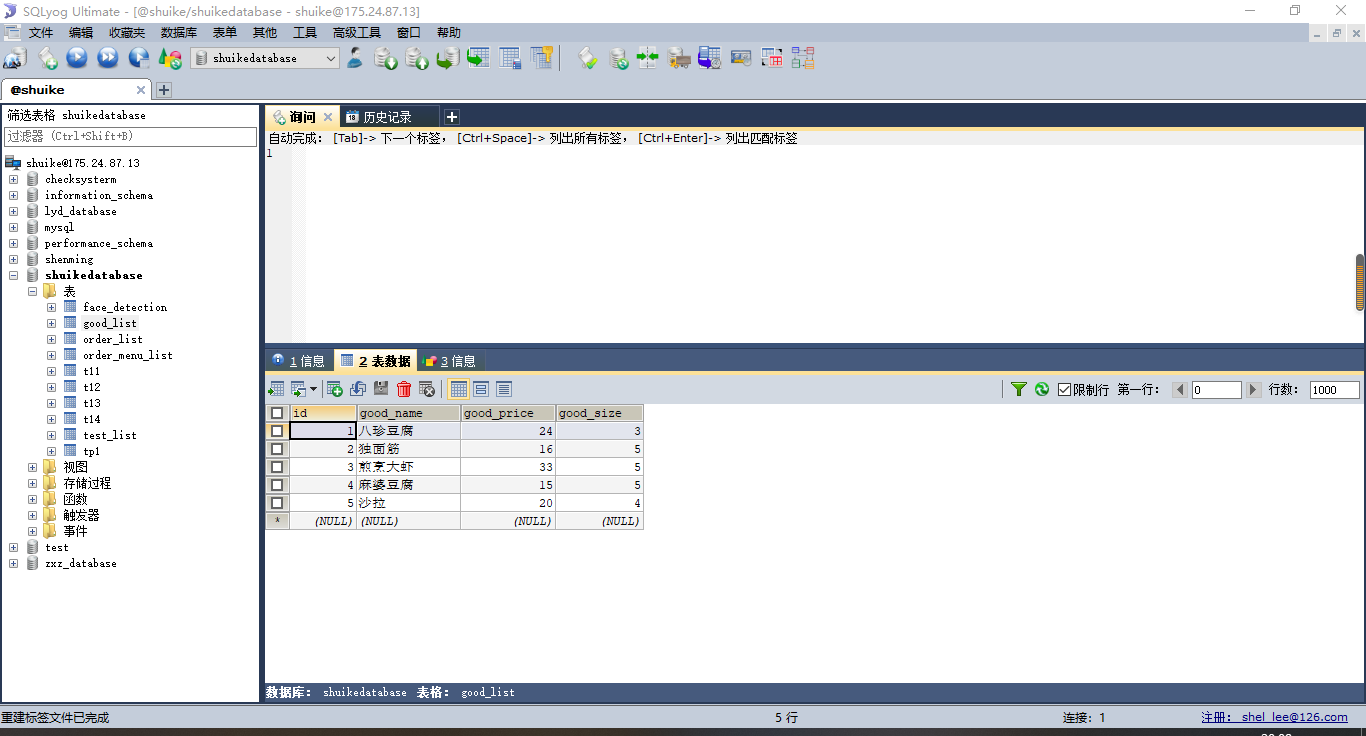 SQLyog Ultimate - [@shuike/shuikedatabase - shuike@175.24.87.13]
文件 编辑 收藏夹 数据库 表单 其他 工具 高级工具 窗口 帮助
shuikedatabase
@shuike
筛选表格 shuikedatabase
过滤器 (Ctrl+Shift+B)
shuike@175.24.87.13
checksysterm
information_schema
lyd_database
mysql
performance_schema
shenming
shuikedatabase
表
face_detection
good_list
order_list
order_menu_list
t11
t12
t13
t14
test_list
tp1
视图
存储过程
函数
触发器
事件
test
zxz_database
询问 历史记录
自动完成: [Tab]-> 下一个标签, [Ctrl+Space]-> 列出所有标签, [Ctrl+Enter]-> 列出匹配标签
1
1 信息 2 表数据 3 信息
限制行 第一行: 0 行数: 1000
id good_name good_price good_size
1 八珍豆腐 24 3
2 独面筋 16 5
3 煎烹大虾 33 5
4 麻婆豆腐 15 5
5 沙拉 20 4
* (NULL) (NULL) (NULL) (NULL)
数据库: shuikedatabase 表格: good_list
重建标签文件已完成 5 行 连接: 1 注册: shel_lee@126.com